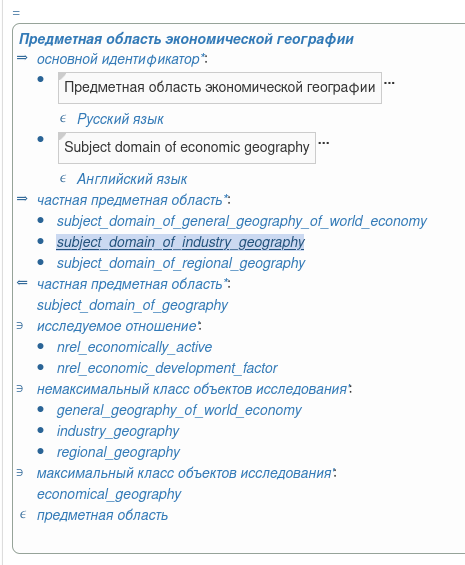 =
Предметная область экономической географии
⇒ основной идентификатор*:
• Предметная область экономической географии ...
ϵ Русский язык
• Subject domain of economic geography ...
ϵ Английский язык
⇒ частная предметная область*:
• subject_domain_of_general_geography_of_world_economy
• subject_domain_of_industry_geography
• subject_domain_of_regional_geography
⇐ частная предметная область*:
subject_domain_of_geography
∍ исследуемое отношение':
• nrel_economically_active
• nrel_economic_development_factor
∍ немаксимальный класс объектов исследования':
• general_geography_of_world_economy
• industry_geography
• regional_geography
∍ максимальный класс объектов исследования':
economical_geography
ϵ предметная область